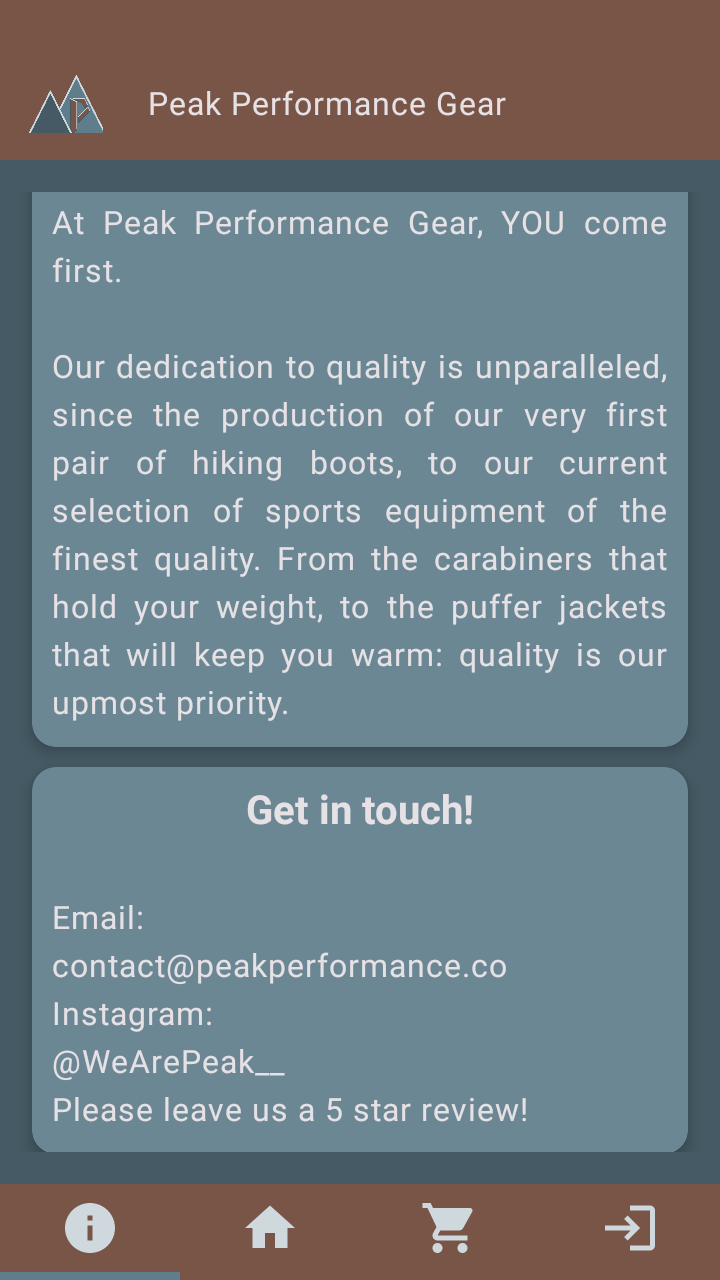 Peak Performance Gear
At Peak Performance Gear, YOU come
first.
Our dedication to quality is unparalleled,
since the production of our very first
pair of hiking boots, to our current
selection of sports equipment of the
finest quality. From the carabiners that
hold your weight, to the puffer jackets
that will keep you warm: quality is our
upmost priority.
Get in touch!
Email:
contact@peakperformance.co
Instagram:
@WeArePeak__
Please leave us a 5 star review!